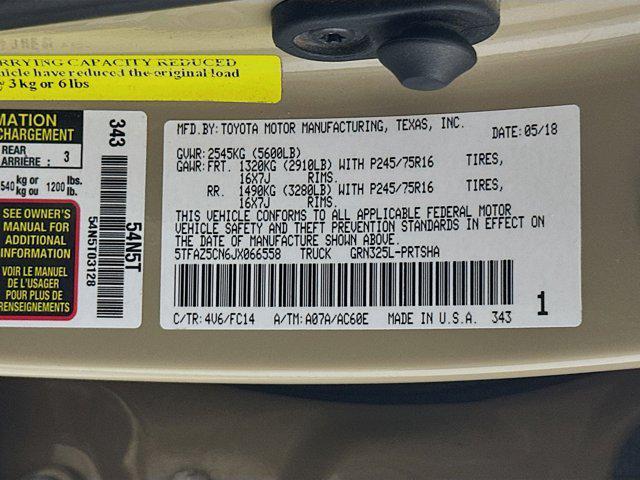 RRYING CAPACITY REDUCED
hicle have reduced the original load
y 3 kg or 6 lbs
MATION
CHARGEMENT
REAR
ARRIÈRE : 3
540 kg or 1200 lbs.
kg ou lb.
SEE OWNER'S
MANUAL FOR
ADDITIONAL
INFORMATION
VOIR LE MANUEL
DE L'USAGER
POUR PLUS DE
RENSEIGNEMENTS
343
54N5T
54N5T03128
MFD.BY:TOYOTA MOTOR MANUFACTURING, TEXAS, INC.
DATE: 05/18
GVWR:2545KG (5600LB)
GAWR:FRT. 1320KG (2910LB) WITH P245/75R16 TIRES,
16X7J RIMS.
RR. 1490KG (3280LB) WITH P245/75R16 TIRES,
16X7J RIMS.
THIS VEHICLE CONFORMS TO ALL APPLICABLE FEDERAL MOTOR
VEHICLE SAFETY AND THEFT PREVENTION STANDARDS IN EFFECT ON
THE DATE OF MANUFACTURE SHOWN ABOVE.
5TFAZ5CN6JX066558 TRUCK GRN325L-PRTSHA
C/TR:4V6/FC14 A/TM:A07A/AC60E MADE IN U.S.A. 343 1